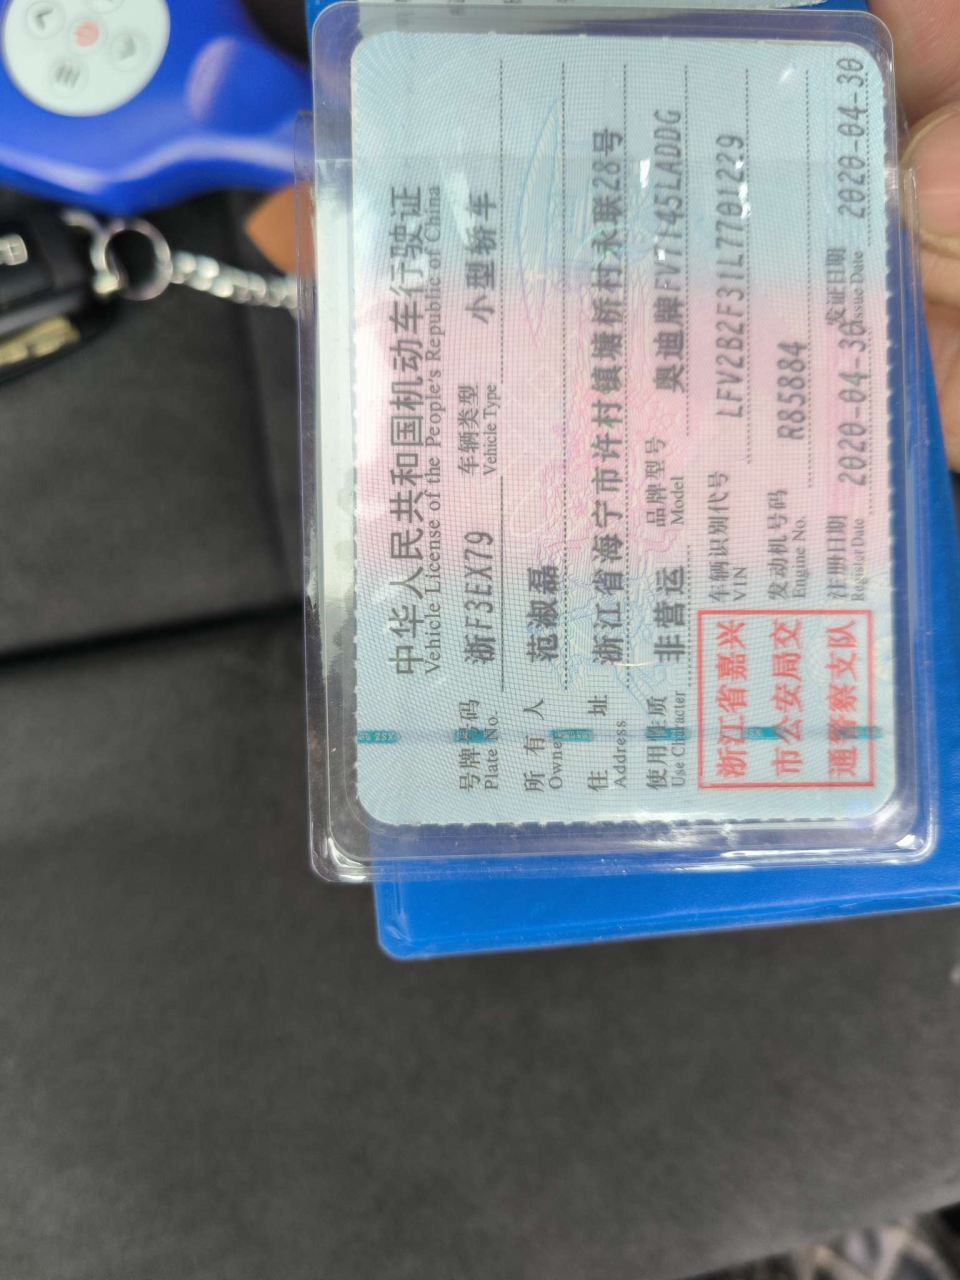 中华人民共和国机动车行驶证
Vehicle License of the People's Republic of China
号牌号码 浙F3EX79 车辆类型 小型轿车
Plate No. Vehicle Type
所有人 范淑磊
Owner
住址 浙江省海宁市许村镇塘桥村永联28号
Address
使用性质 非营运 品牌型号 奥迪牌FV7145LADDG
Use Character Model
浙江省嘉兴
市公安局交
通警察支队
车辆识别代号 LFV2B2F31L7701229
VIN
发动机号码 R85884
Engine No.
注册日期 2020-04-30 发证日期 2020-04-30
Register Date Issue Date